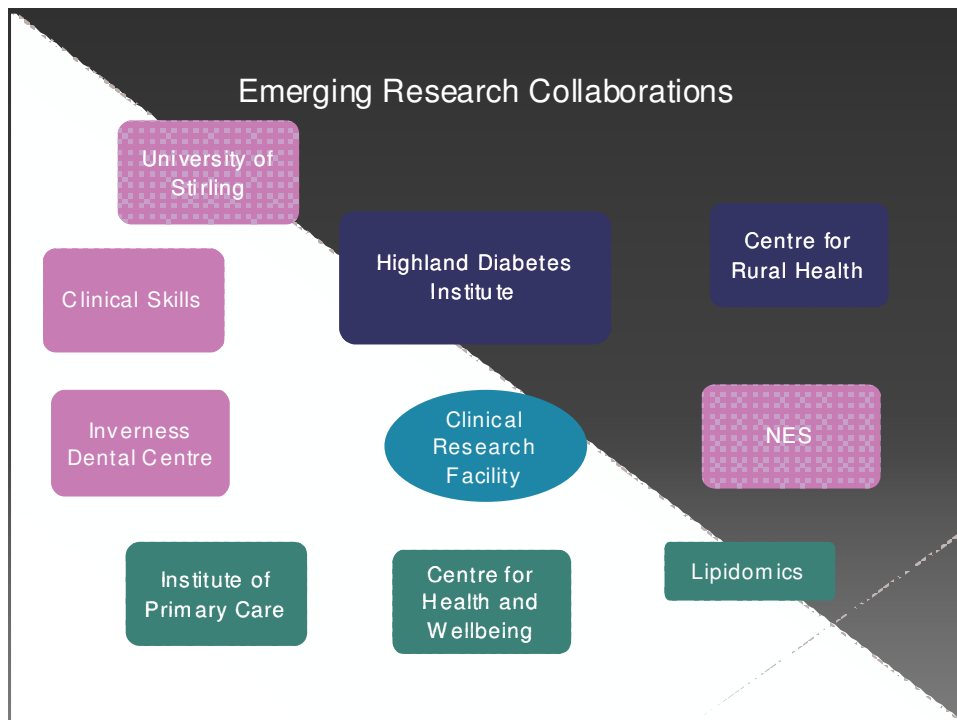 Emerging Research Collaborations
University of
Stirling
Highland Diabetes
Institute
Centre for
Rural Health
Clinical Skills
Inverness
Dental Centre
Clinical
Research
Facility
NES
Institute of
Primary Care
Centre for
Health and
Wellbeing
Lipidomics